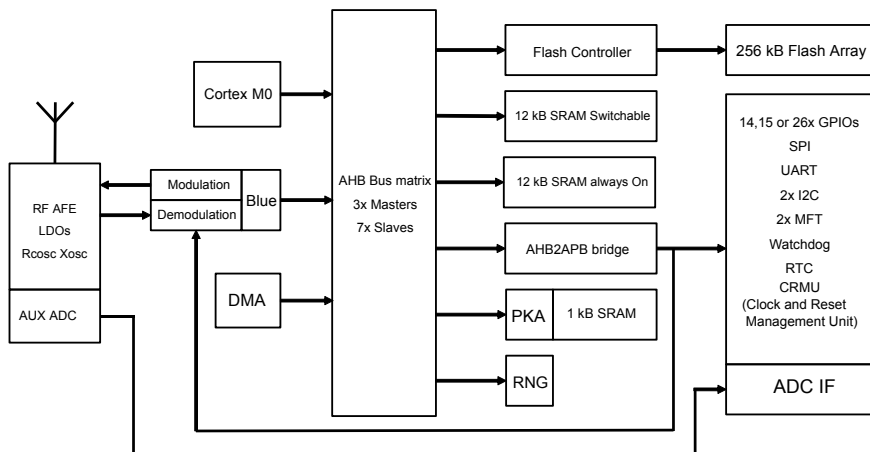 Flash Controller
256 kB Flash Array
Cortex M0
12 kB SRAM Switchable
14,15 or 26x GPIOs
SPI
UART
2x I2C
2x MFT
Watchdog
RTC
CRMU
(Clock and Reset
Management Unit)
ADC IF
AHB Bus matrix
3x Masters
7x Slaves
12 kB SRAM always On
Modulation
Demodulation
Blue
RF AFE
LDOs
Rcosc Xosc
AUX ADC
AHB2APB bridge
DMA
PKA
1 kB SRAM
RNG